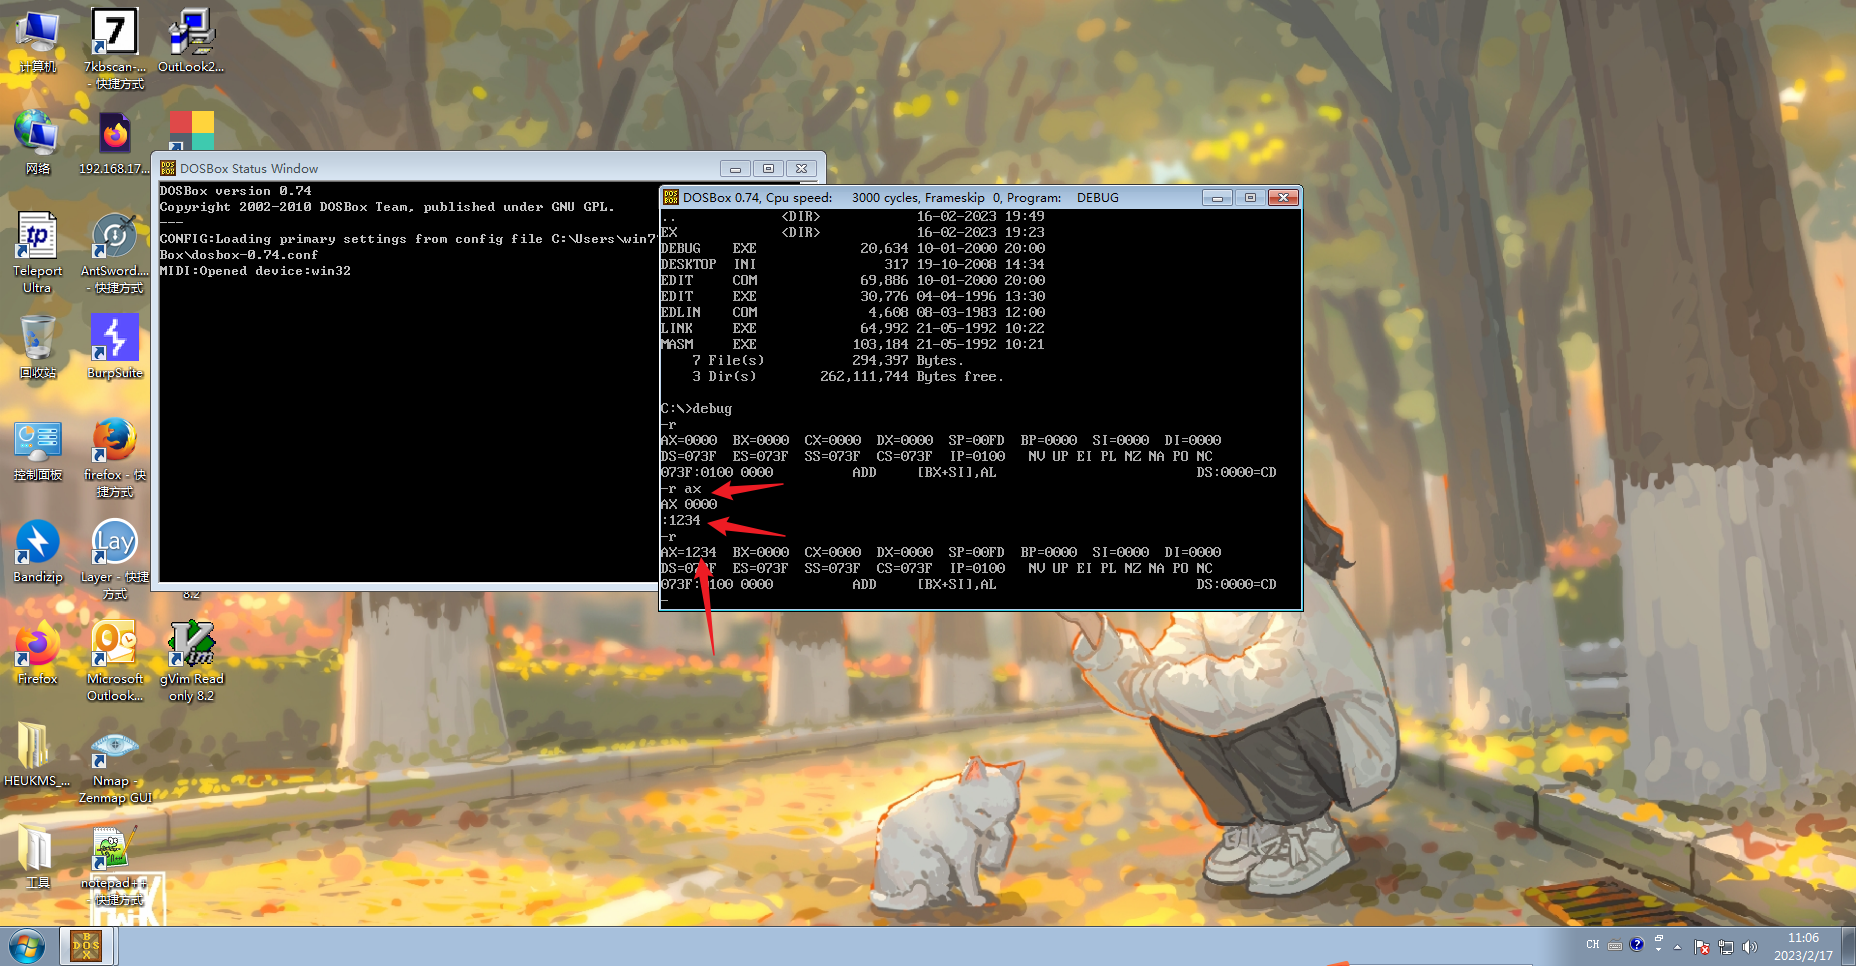 计算机
7kbscan-...
- 快捷方式
OutLook2...
网络
192.168.17...
Teleport
Ultra
AntSword....
- 快捷方式
回收站
BurpSuite
控制面板
firefox - 快
捷方式
Bandizip
Lay
Layer - 快捷
方式
8.2
Firefox
Microsoft
Outlook...
gVim Read
only 8.2
HEUKMS_...
Nmap -
Zenmap GUI
工具
notepad++
- 快捷方式
DOSBox Status Window
DOSBox version 0.74
Copyright 2002-2010 DOSBox Team, published under GNU GPL.
---
CONFIG:Loading primary settings from config file C:\Users\win7
Box\dosbox-0.74.conf
MIDI:Opened device:win32
DOSBox 0.74, Cpu speed: 3000 cycles, Frameskip 0, Program: DEBUG
.. <DIR> 16-02-2023 19:49
EX <DIR> 16-02-2023 19:23
DEBUG EXE 20,634 10-01-2000 20:00
DESKTOP INI 317 19-10-2008 14:34
EDIT COM 69,886 10-01-2000 20:00
EDIT EXE 30,776 04-04-1996 13:30
EDLIN COM 4,608 08-03-1983 12:00
LINK EXE 64,992 21-05-1992 10:22
MASM EXE 103,184 21-05-1992 10:21
7 File(s) 294,397 Bytes.
3 Dir(s) 262,111,744 Bytes free.
C:\>debug
-r
AX=0000 BX=0000 CX=0000 DX=0000 SP=00FD BP=0000 SI=0000 DI=0000
DS=073F ES=073F SS=073F CS=073F IP=0100 NV UP EI PL NZ NA PO NC
073F:0100 0000 ADD [BX+SI],AL DS:0000=CD
-r ax
AX 0000
:1234
-r
AX=1234 BX=0000 CX=0000 DX=0000 SP=00FD BP=0000 SI=0000 DI=0000
DS=073F ES=073F SS=073F CS=073F IP=0100 NV UP EI PL NZ NA PO NC
073F:0100 0000 ADD [BX+SI],AL DS:0000=CD
-
CH
11:06
2023/2/17